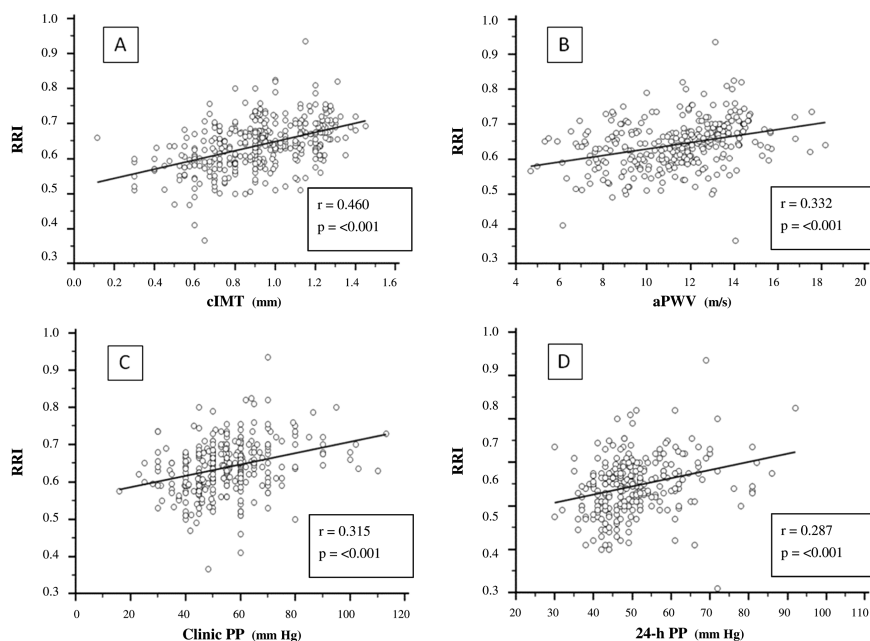 A
1.0
0.9
0.8
0.7
0.6
0.5
0.4
0.3
RRI
r = 0.460
p = <0.001
0.0 0.2 0.4 0.6 0.8 1.0 1.2 1.4 1.6
cIMT (mm)
B
1.0
0.9
0.8
0.7
0.6
0.5
0.4
0.3
RRI
r = 0.332
p = <0.001
4 6 8 10 12 14 16 18 20
aPWV (m/s)
C
1.0
0.9
0.8
0.7
0.6
0.5
0.4
0.3
RRI
r = 0.315
p = <0.001
0 20 40 60 80 100 120
Clinic PP (mm Hg)
D
1.0
0.9
0.8
0.7
0.5
0.4
0.3
RRI
r = 0.287
p = <0.001
20 30 40 50 60 70 80 90 100 110
24-h PP (mm Hg)